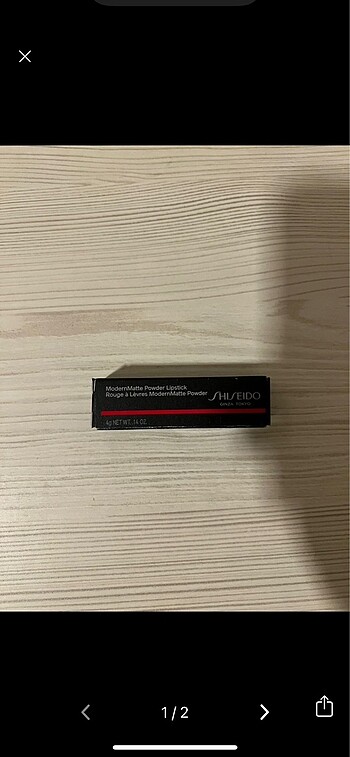 ModernMatte Powder Lipstick
Rouge à Lèvres ModernMatte Powder
SHISEIDO
GINZA TOKYO
4g NET WT. .14 OZ.
1/2